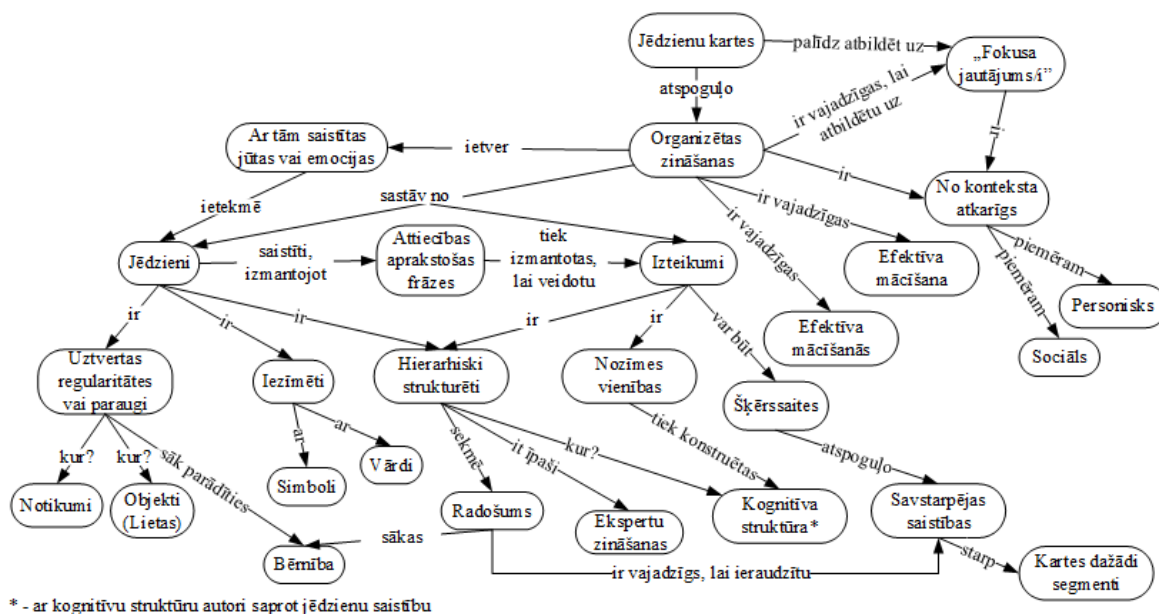 Jēdzienu kartes
palīdz atbildēt uz
„Fokusa
jautājums/i”
atspoguļo
ir vajadzīgas, lai
atbildētu uz
ir
Ar tām saistītas
jūtas vai emocijas
ietver
Organizētas
zināšanas
ir
No konteksta
atkarīgs
ietekmē
sastāv no
ir vajadzīgas
ir vajadzīgas
piemēram
piemēram
Jēdzieni
saistīti,
izmantojot
Attiecības
aprakstošas
frāzes
tiek
izmantotas,
lai veidotu
Izteikumi
Efektīva
mācīšana
Personisks
ir
ir
ir
ir
ir
var būt
Efektīva
mācīšanās
Sociāls
Uztvertas
regularitātes
vai paraugi
Iezīmēti
Hierarhiski
strukturēti
Nozīmes
vienības
Šķērssaites
kur?
kur?
sāk parādīties
ar
ar
sekmē
it īpaši
kur?
tiek konstruētas
atspoguļo
Notikumi
Objekti
(Lietas)
Simboli
Vārdi
Radošums
Ekspertu
zināšanas
Kognitīva
struktūra*
Savstarpējas
saistības
Bērnība
sākas
ir vajadzīgs, lai ieraudzītu
starp
Kartes dažādi
segmenti
* - ar kognitīvu struktūru autori saprot jēdzienu saistību